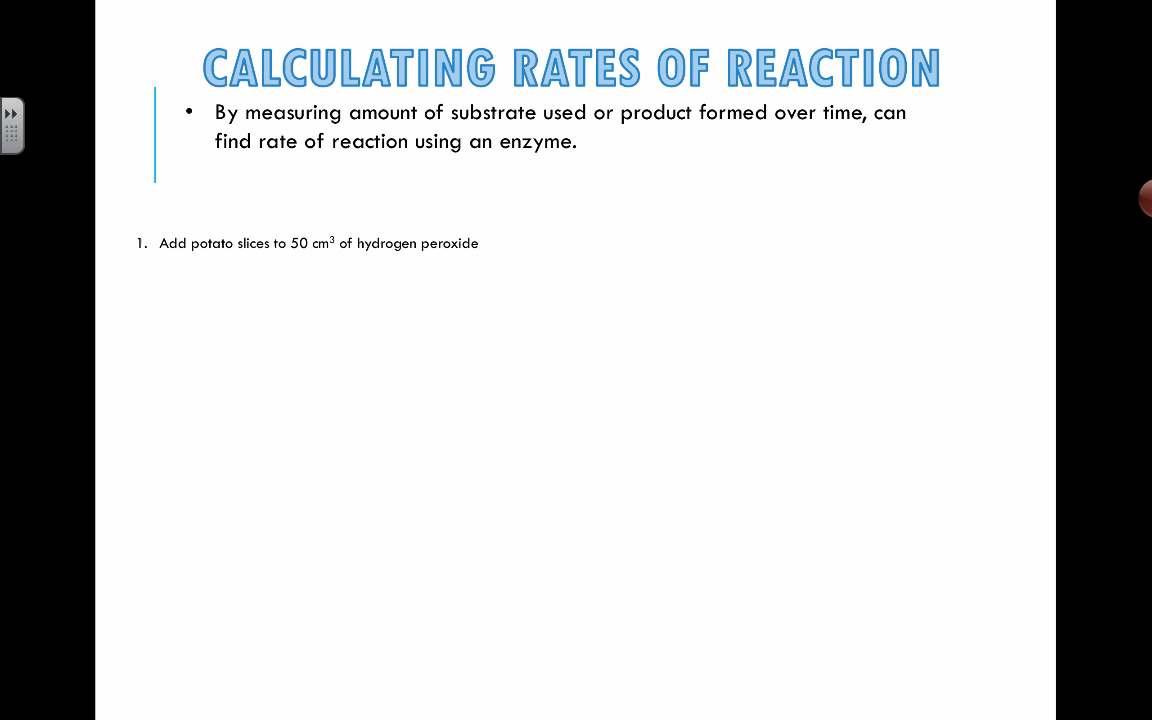 CALCULATING RATES OF REACTION
• By measuring amount of substrate used or product formed over time, can
find rate of reaction using an enzyme.
1. Add potato slices to 50 cm³ of hydrogen peroxide